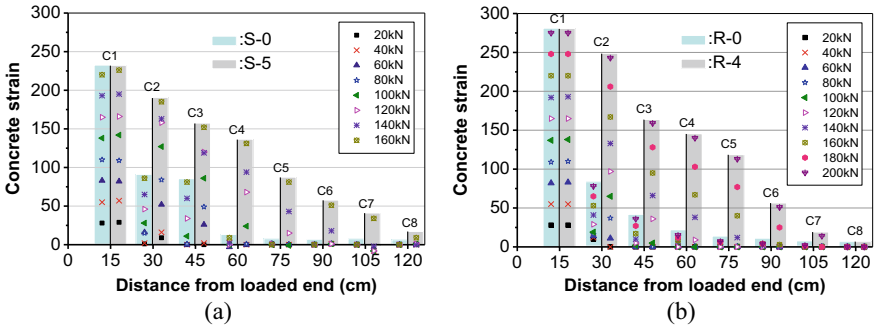 (a)
300
250
200
150
100
50
0
Concrete strain
:S-0
:S-5
C1
C2
C3
C4
C5
C6
C7
C8
20kN
40kN
60kN
80kN
100kN
120kN
140kN
160kN
15 30 45 60 75 90 105 120
Distance from loaded end (cm)
(a)
(b)
300
250
200
150
100
50
0
Concrete strain
:R-0
:R-4
C1
C2
C3
C4
C5
C6
C7
C8
20kN
40kN
60kN
80kN
100kN
120kN
140kN
160kN
180kN
200kN
15 30 45 60 75 90 105 120
Distance from loaded end (cm)
(b)